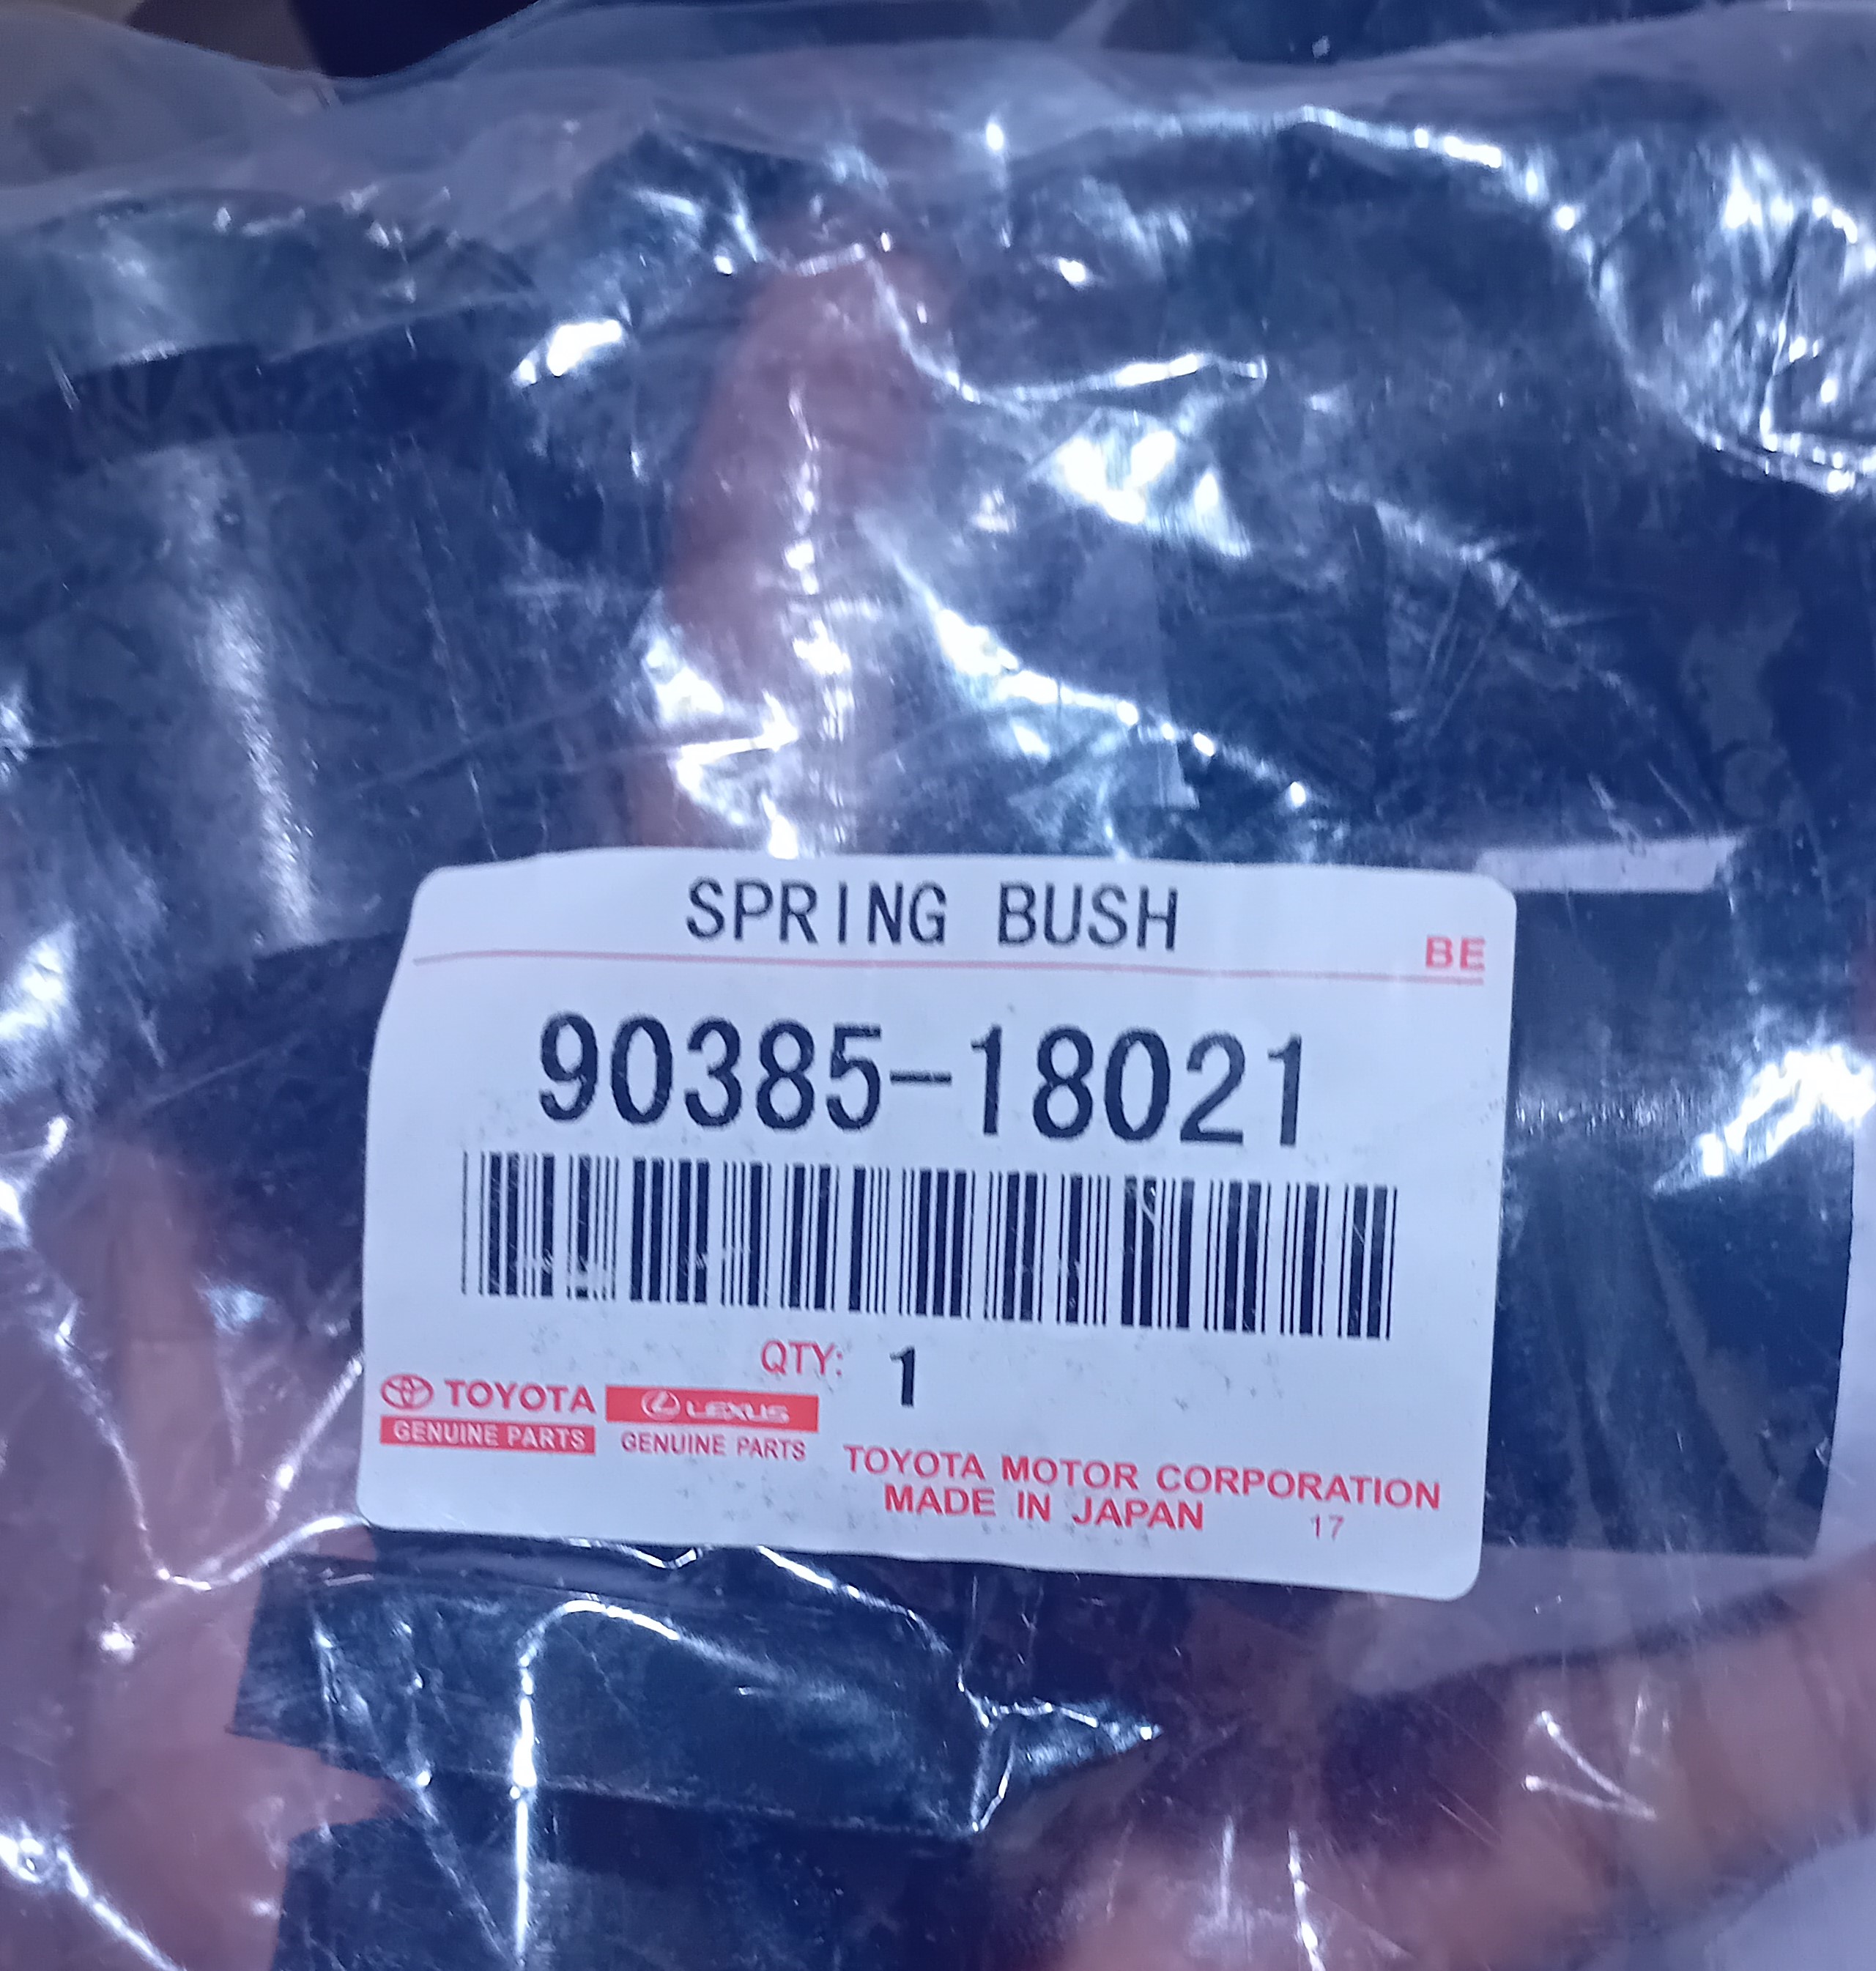 SPRING BUSH
BE
90385-18021
QTY: 1
TOYOTA LEXUS
GENUINE PARTS GENUINE PARTS
TOYOTA MOTOR CORPORATION
MADE IN JAPAN 17